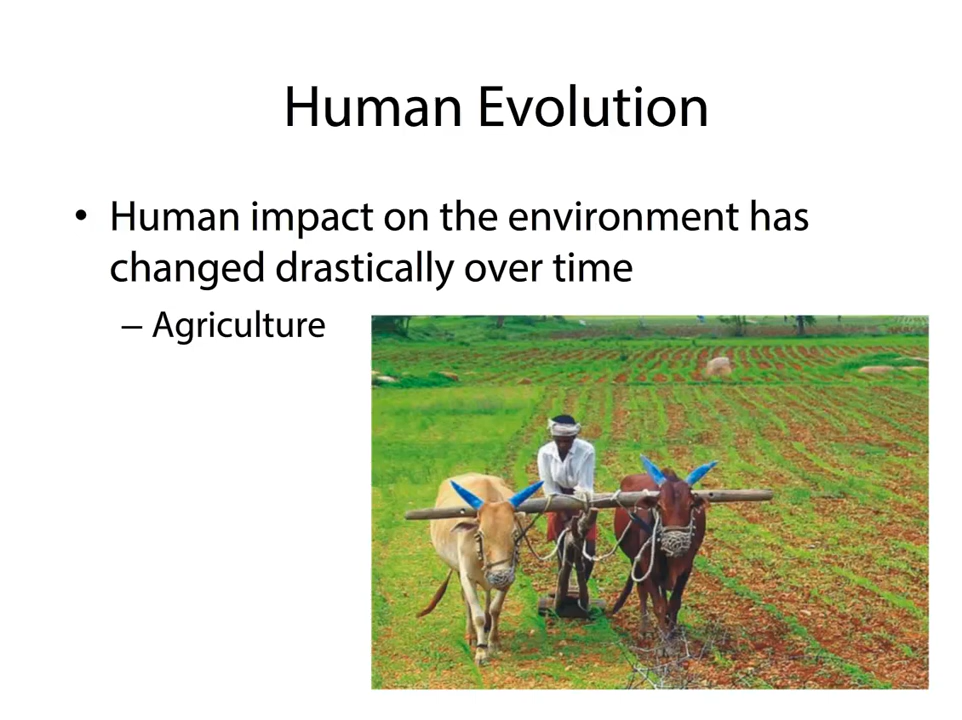 Human Evolution
• Human impact on the environment has
changed drastically over time
– Agriculture